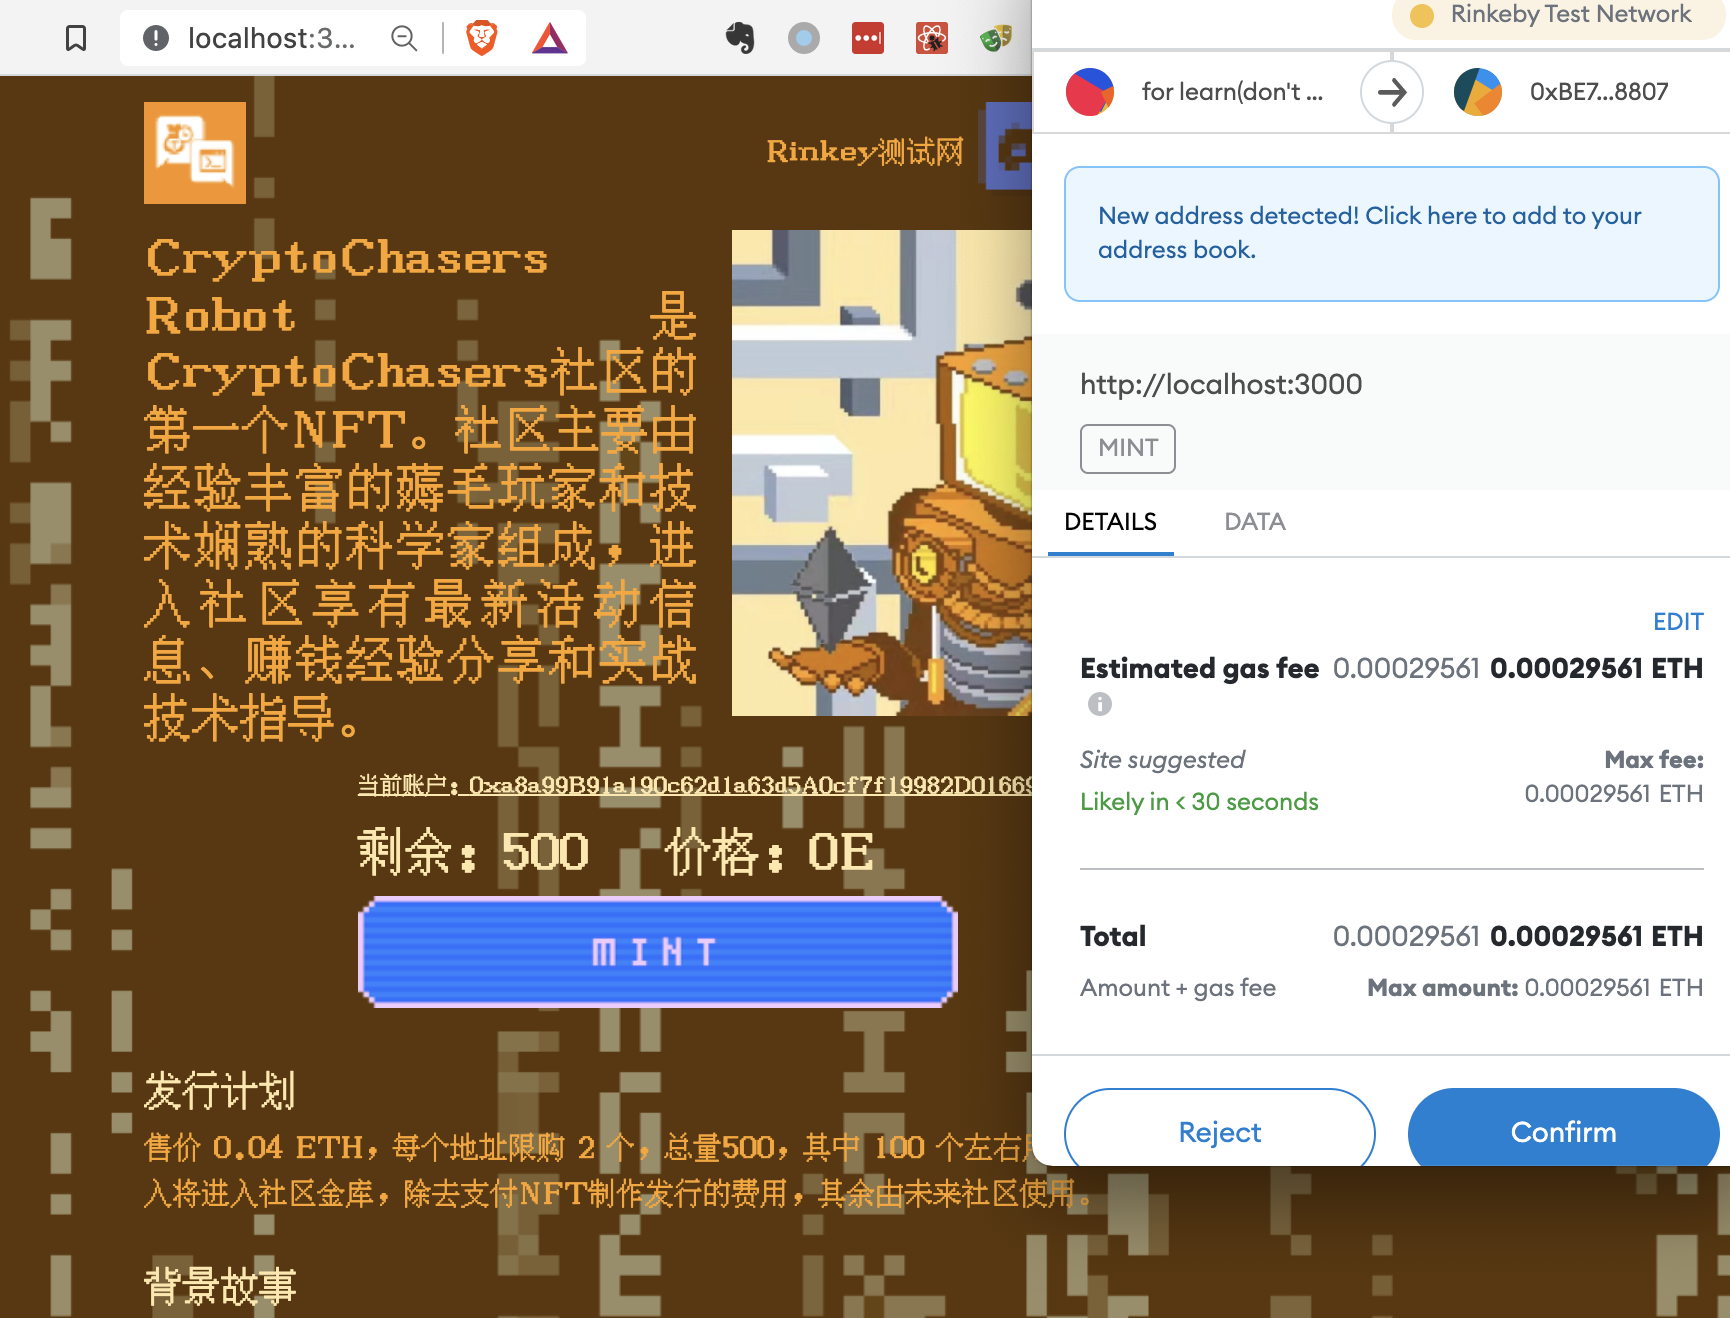 localhost:3...
Rinkey测试网
CryptoChasers
Robot 是
CryptoChasers社区的
第一个NFT。社区主要由
经验丰富的薅毛玩家和技
术娴熟的科学家组成，进
入社区享有最新活动信
息、赚钱经验分享和实战
技术指导。
当前账户：0xa8a99B91a190c62d1a63d5A0cf7f19982D01669
剩余：500 价格：0E
MINT
发行计划
售价 0.04 ETH，每个地址限购 2 个，总量500，其中 100 个左右
入将进入社区金库，除去支付NFT制作发行的费用，其余由未来社区使用。
背景故事
Rinkeby Test Network
for learn(don't ...
0xBE7...8807
New address detected! Click here to add to your
address book.
http://localhost:3000
MINT
DETAILS DATA
EDIT
Estimated gas fee 0.00029561 0.00029561 ETH
Site suggested Max fee:
Likely in < 30 seconds 0.00029561 ETH
Total 0.00029561 0.00029561 ETH
Amount + gas fee Max amount: 0.00029561 ETH
Reject Confirm